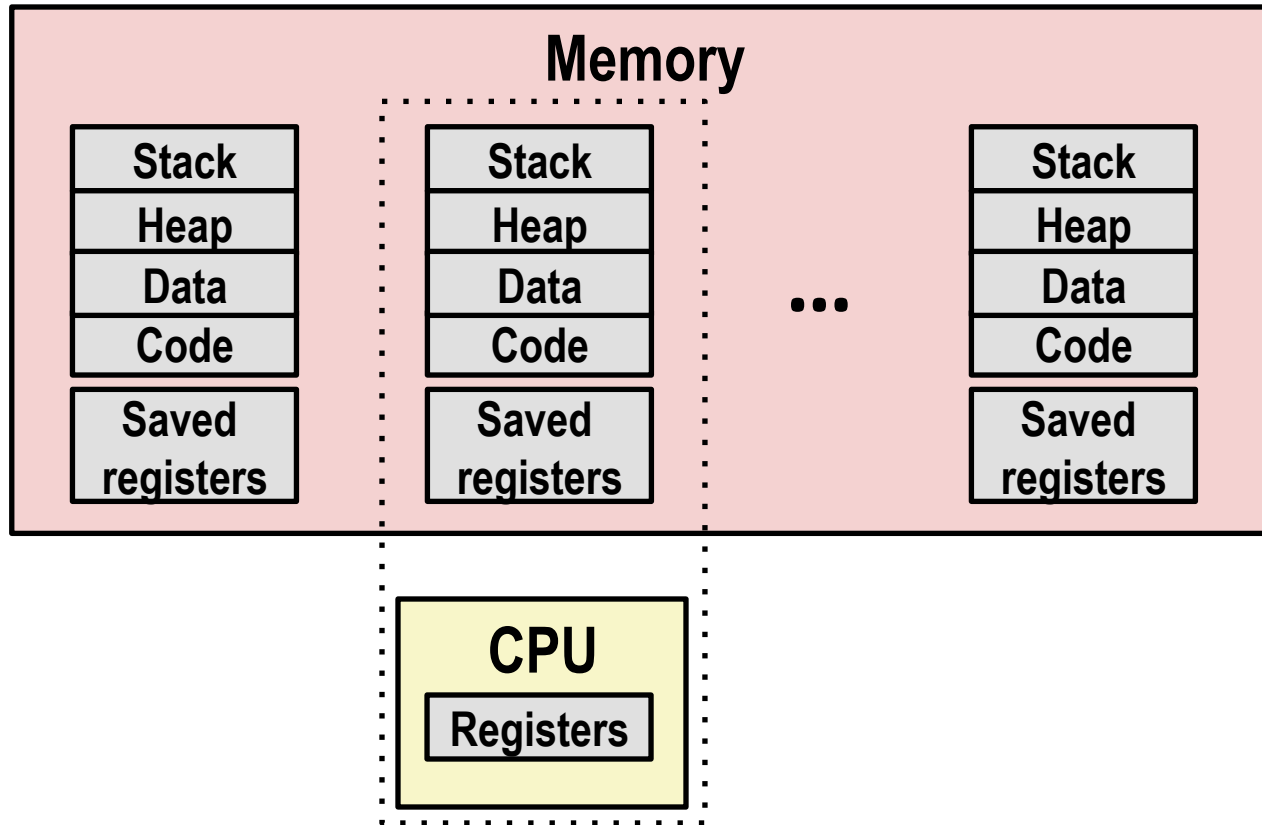 Memory
Stack
Heap
Data
Code
Saved
registers
Stack
Heap
Data
Code
Saved
registers
...
Stack
Heap
Data
Code
Saved
registers
CPU
Registers